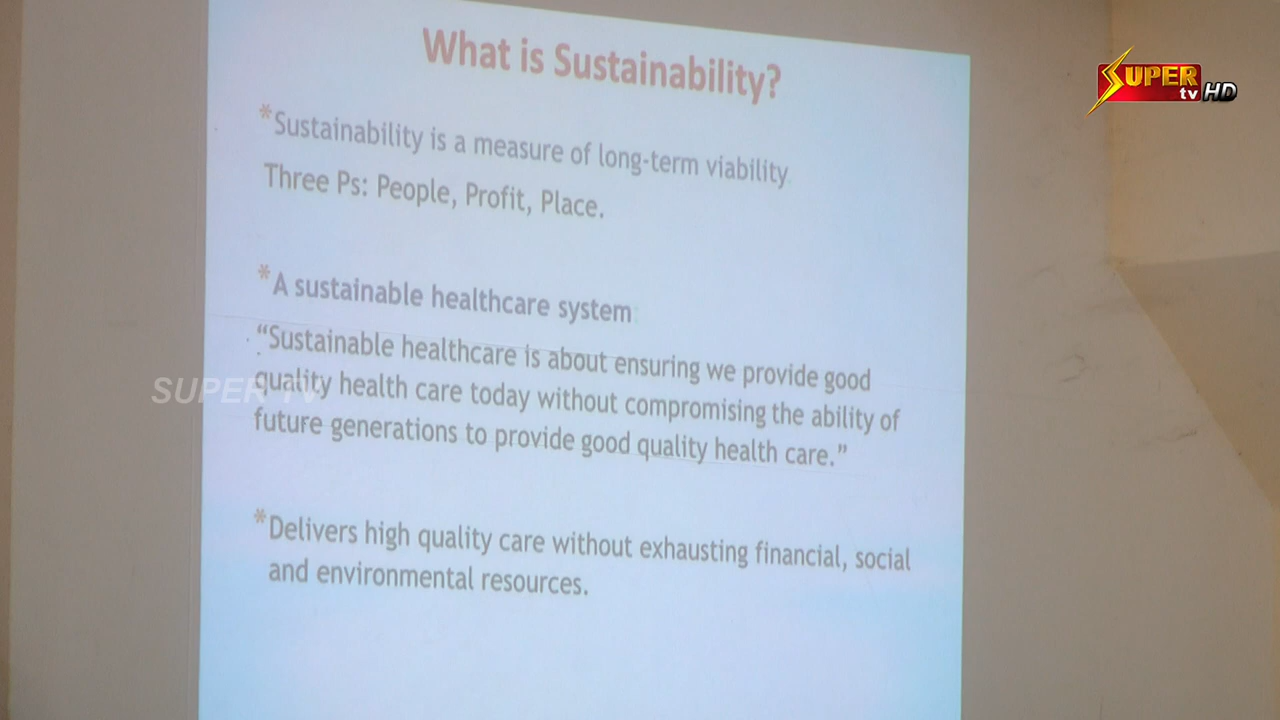 What is Sustainability?
SUPER
tv HD
*Sustainability is a measure of long-term viability
Three Ps: People, Profit, Place.
*A sustainable healthcare system:
“Sustainable healthcare is about ensuring we provide good
quality health care today without compromising the ability of
SUPER TV
future generations to provide good quality health care.”
*Delivers high quality care without exhausting financial, social
and environmental resources.